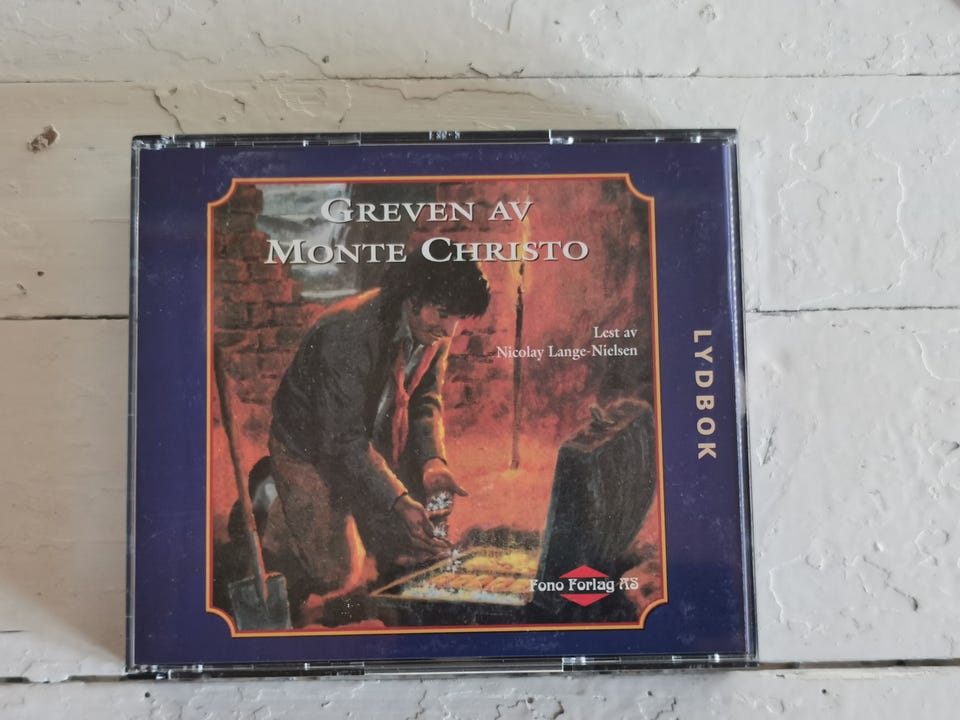 GREVEN AV
MONTE CHRISTO
Lest av
Nicolay Lange-Nielsen
LYDBOK
Fono Forlag AS